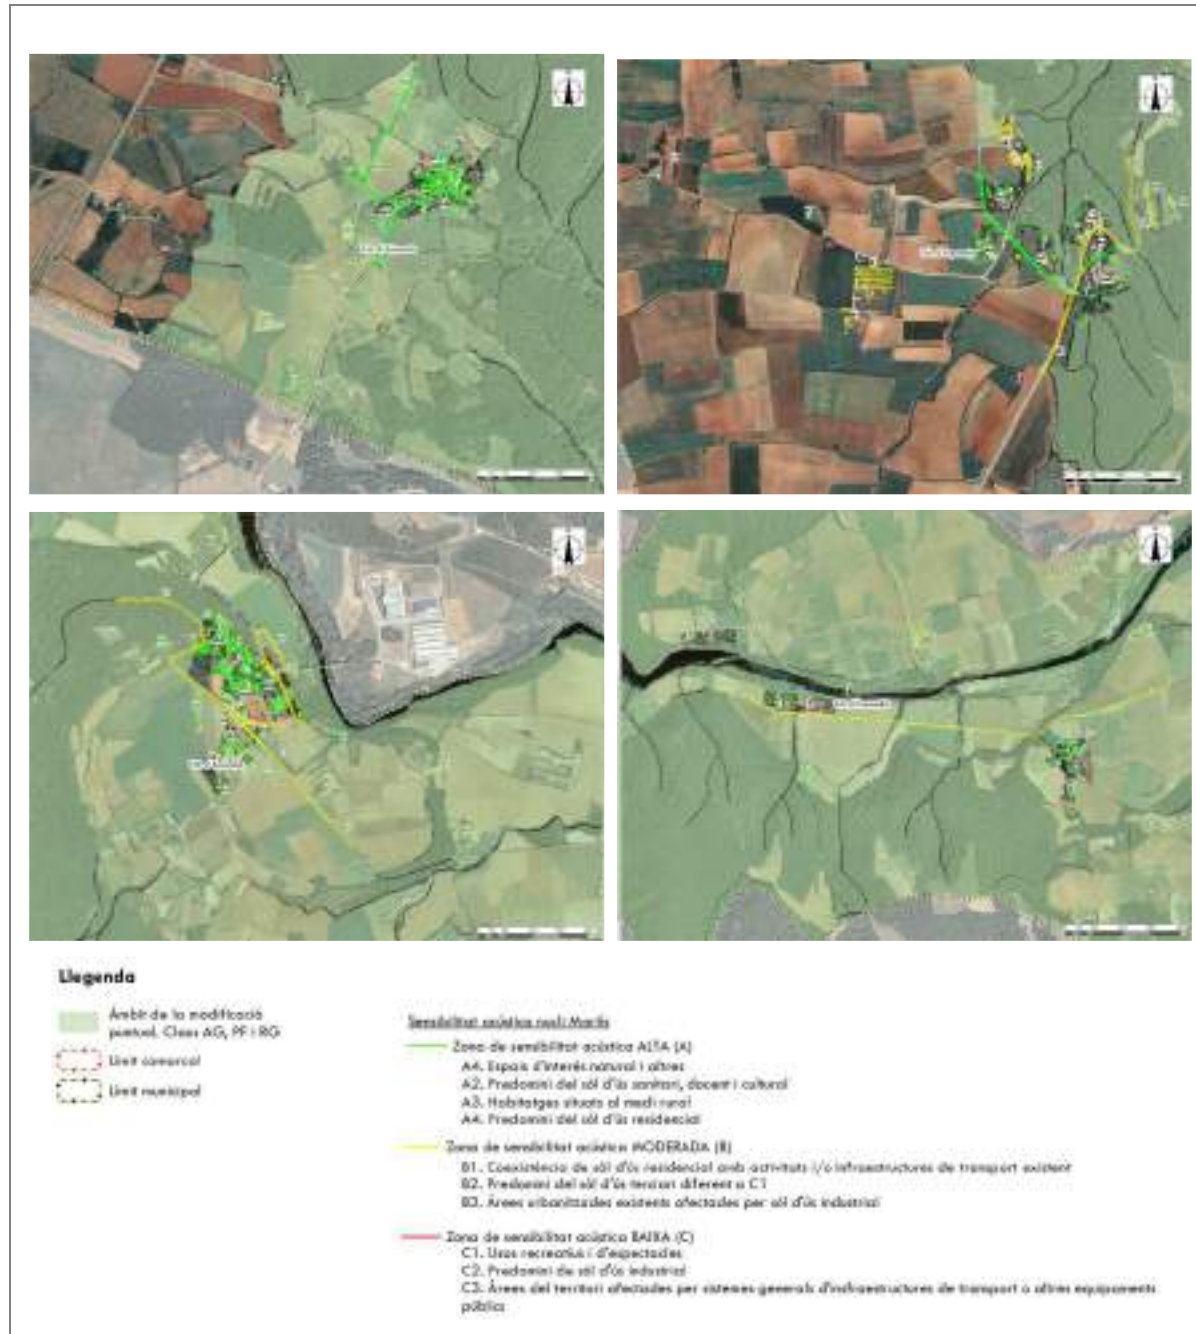 Llegenda
Àmbit de la modificació
puntual. Claus AG, PF i RG
Límit comarcal
Límit municipal
Sensibilitat acústica nucli Martís
Zona de sensibilitat acústica ALTA (A)
A4. Espais d'interès natural i altres
A2. Predomini del sòl d'ús sanitari, docent i cultural
A3. Habitatges situats al medi rural
A4. Predomini del sòl d'ús residencial
Zona de sensibilitat acústica MODERADA (B)
B1. Coexistència de sòl d'ús residencial amb activitats i/o infraestructures de transport existent
B2. Predomini del sòl d'ús terciari diferent a C1
B3. Àrees urbanitzades existents afectades per sòl d'ús industrial
Zona de sensibilitat acústica BAIXA (C)
C1. Usos recreatius i d'espectacles
C2. Predomini de sòl d'ús industrial
C3. Àrees del territori afectades per sistemes generals d'infraestructures de transport o altres equipaments
públics